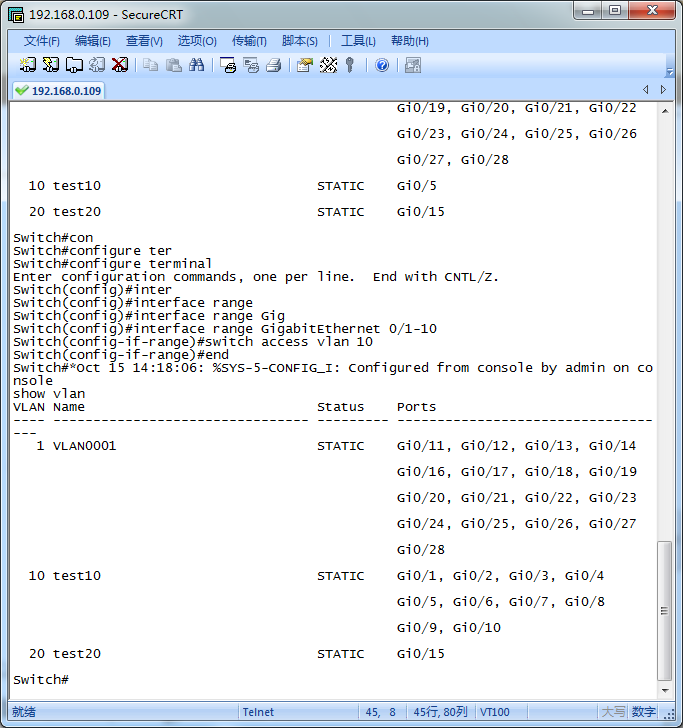 192.168.0.109 - SecureCRT
文件(F) 编辑(E) 查看(V) 选项(O) 传输(T) 脚本(S) 工具(L) 帮助(H)
192.168.0.109
Gi0/19, Gi0/20, Gi0/21, Gi0/22
Gi0/23, Gi0/24, Gi0/25, Gi0/26
Gi0/27, Gi0/28
10 test10 STATIC Gi0/5
20 test20 STATIC Gi0/15
Switch#con
Switch#configure ter
Switch#configure terminal
Enter configuration commands, one per line.  End with CNTL/Z.
Switch(config)#inter
Switch(config)#interface range
Switch(config)#interface range Gig
Switch(config)#interface range GigabitEthernet 0/1-10
Switch(config-if-range)#switch access vlan 10
Switch(config-if-range)#end
Switch#*Oct 15 14:18:06: %SYS-5-CONFIG_I: Configured from console by admin on co
nsole
show vlan
VLAN Name Status Ports
---- -------------------------------- --------- --------------------------------
---
1 VLAN0001 STATIC Gi0/11, Gi0/12, Gi0/13, Gi0/14
Gi0/16, Gi0/17, Gi0/18, Gi0/19
Gi0/20, Gi0/21, Gi0/22, Gi0/23
Gi0/24, Gi0/25, Gi0/26, Gi0/27
Gi0/28
10 test10 STATIC Gi0/1, Gi0/2, Gi0/3, Gi0/4
Gi0/5, Gi0/6, Gi0/7, Gi0/8
Gi0/9, Gi0/10
20 test20 STATIC Gi0/15
Switch#
就绪 Telnet 45, 8 45行, 80列 VT100 大写 数字